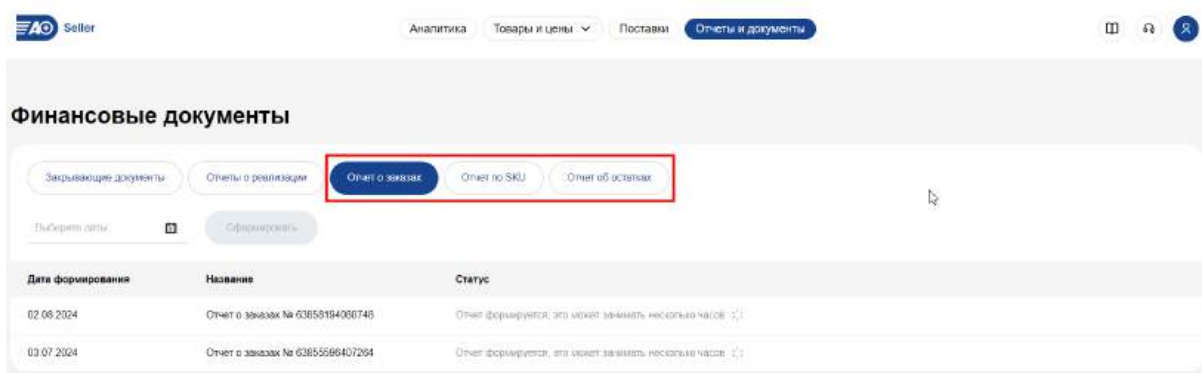 ДО Seller Аналитика Товары и цены Поставки Отчеты и документы
Финансовые документы
Закрывающие документы Отчеты о реализации Отчет о заказах Отчет по SKU Отчет об остатках
Выберите даты Сформировать
Дата формирования Название Статус
02.08.2024 Отчет о заказах № 63858194060746 Отчет формируется, это может занимать несколько часов
03.07.2024 Отчет о заказах № 63855596407264 Отчет формируется, это может занимать несколько часов